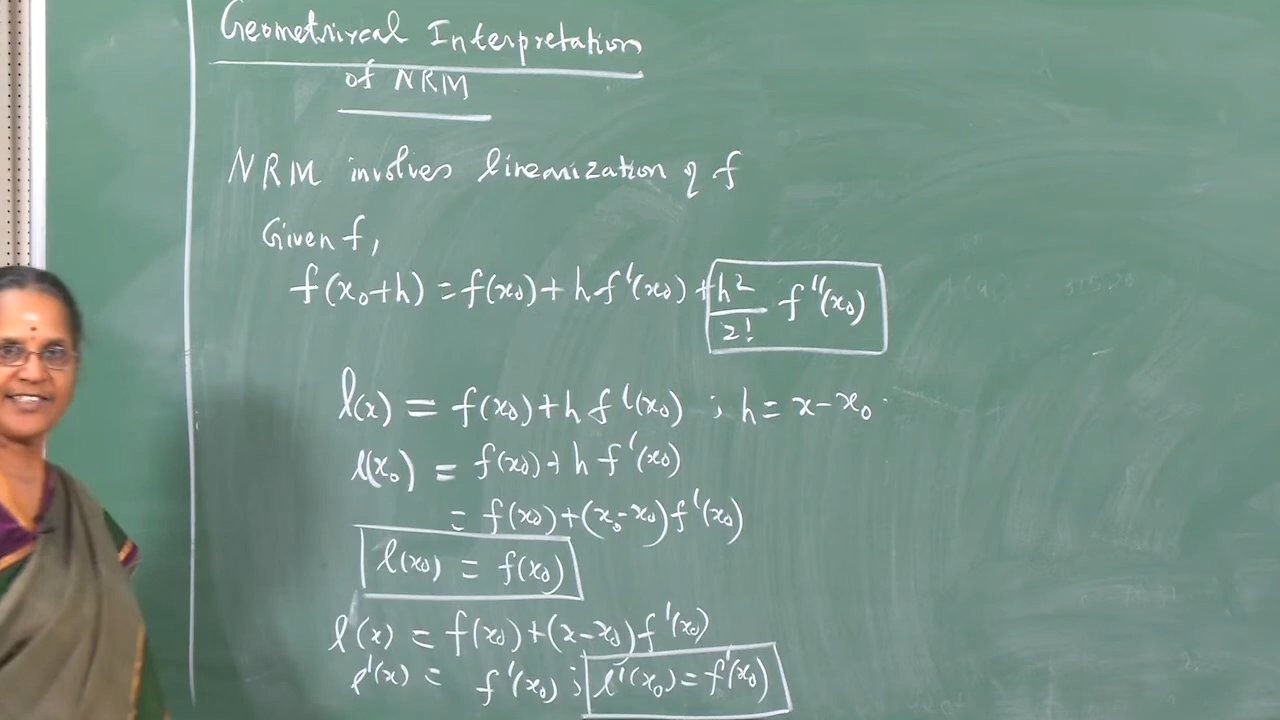 Geometrical Interpretation
of NRM
NRM involves linearization of f
Given f,
f(x₀+h) = f(x₀) + h f'(x₀) + h²/2! f''(x₀)
l(x) = f(x₀) + h f'(x₀) ; h = x - x₀.
l(x₀) = f(x₀) + h f'(x₀)
= f(x₀) + (x₀ - x₀) f'(x₀)
l(x₀) = f(x₀)
l(x) = f(x₀) + (x - x₀) f'(x₀)
l'(x) = f'(x₀) ; l'(x₀) = f'(x₀)